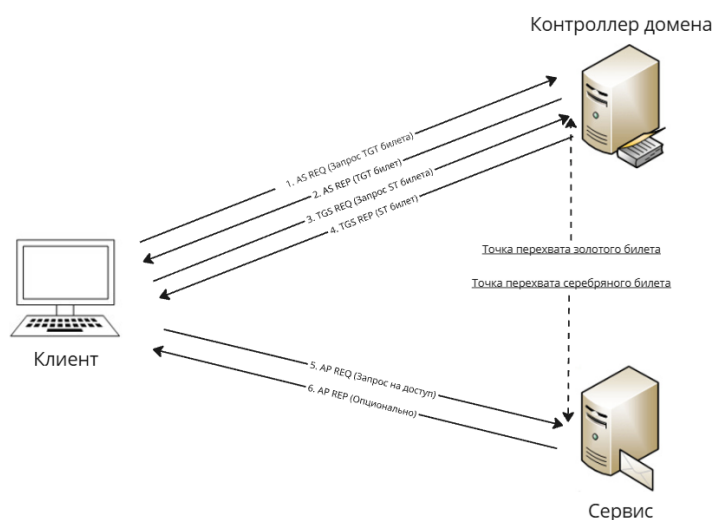 Контроллер домена
1. AS REQ (Запрос TGT билета)
2. AS REP (TGT билет)
3. TGS REQ (Запрос ST билета)
4. TGS REP (ST билет)
Точка перехвата золотого билета
Точка перехвата серебряного билета
Клиент
5. AP REQ (Запрос на доступ)
6. AP REP (Опционально)
Сервис